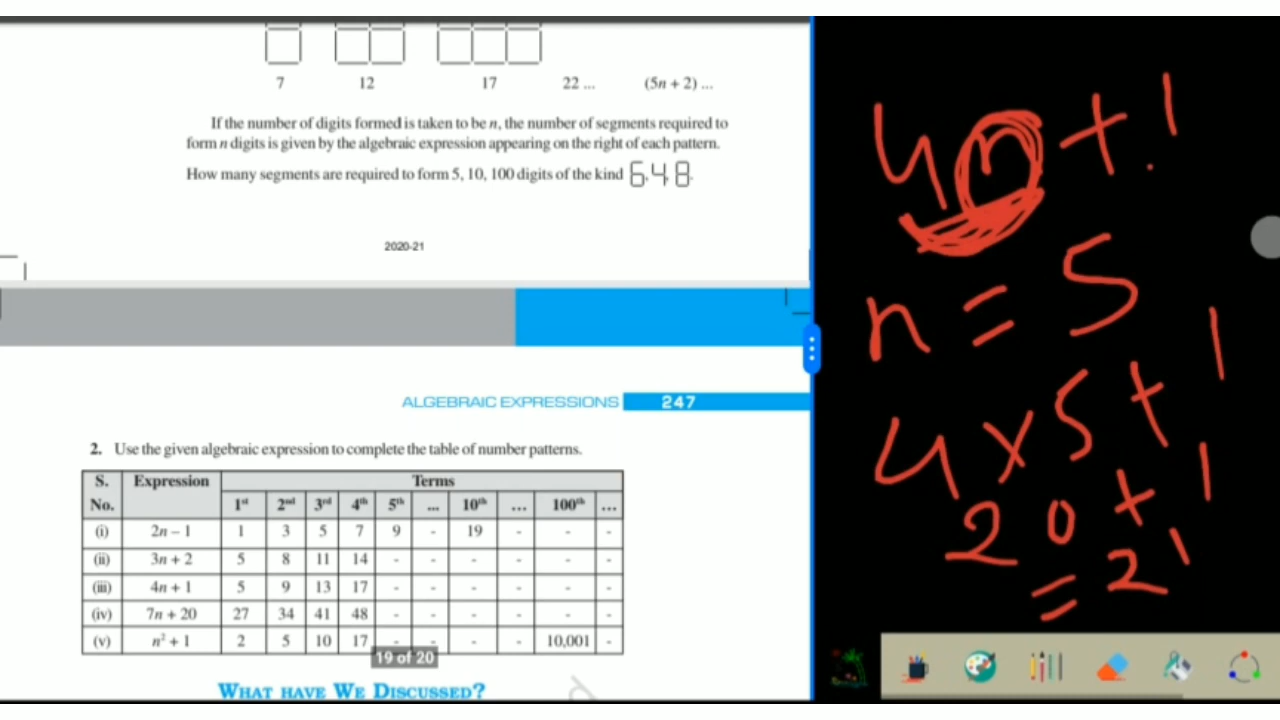 7 12 17 22 ... (5n + 2) ...
If the number of digits formed is taken to be n, the number of segments required to
form n digits is given by the algebraic expression appearing on the right of each pattern.
How many segments are required to form 5, 10, 100 digits of the kind 6, 4, 8.
2020-21
ALGEBRAIC EXPRESSIONS 247
2. Use the given algebraic expression to complete the table of number patterns.
S. Expression Terms
No. 1st 2nd 3rd 4th 5th ... 10th ... 100th ...
(i) 2n – 1 1 3 5 7 9 - 19 - - -
(ii) 3n + 2 5 8 11 14 - - - - - -
(iii) 4n + 1 5 9 13 17 - - - - - -
(iv) 7n + 20 27 34 41 48 - - - - - -
(v) n² + 1 2 5 10 17 - - - - 10,001 -
19 of 20
WHAT HAVE WE DISCUSSED?
4n + 1
n = 5
4 x 5 + 1
20 + 1
= 21